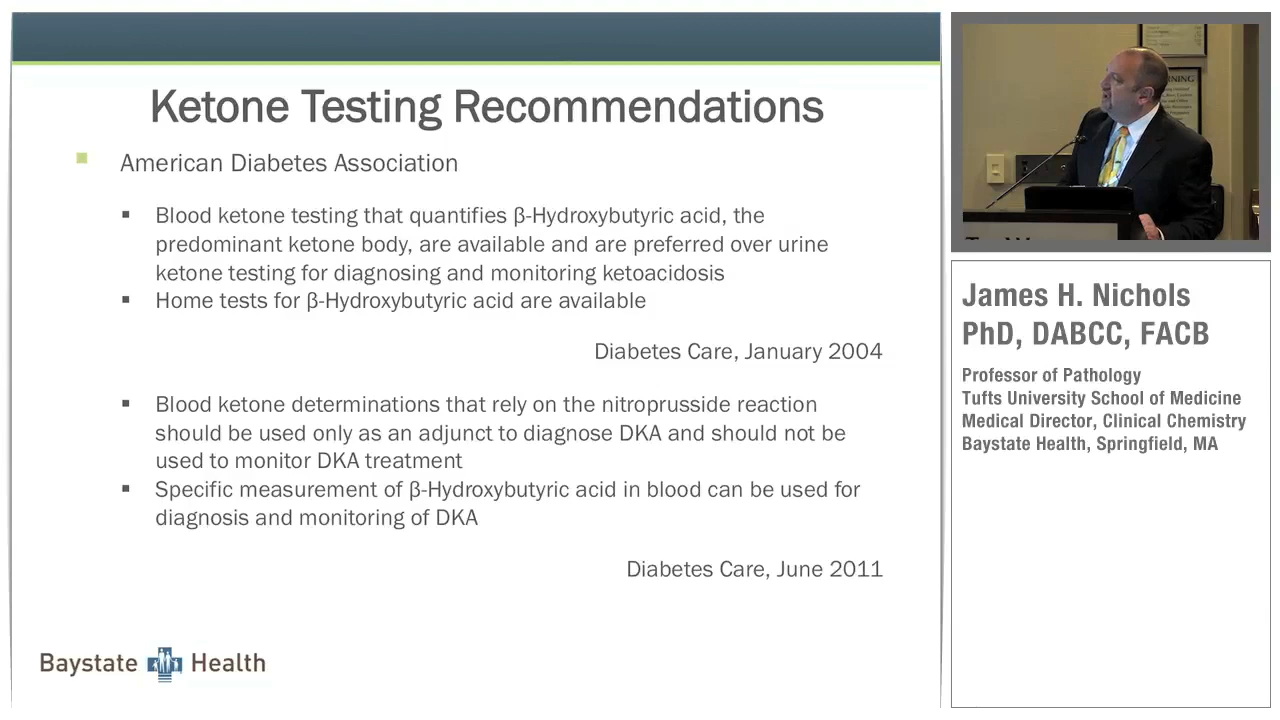 Ketone Testing Recommendations
American Diabetes Association
Blood ketone testing that quantifies β-Hydroxybutyric acid, the
predominant ketone body, are available and are preferred over urine
ketone testing for diagnosing and monitoring ketoacidosis
Home tests for β-Hydroxybutyric acid are available
Diabetes Care, January 2004
Blood ketone determinations that rely on the nitroprusside reaction
should be used only as an adjunct to diagnose DKA and should not be
used to monitor DKA treatment
Specific measurement of β-Hydroxybutyric acid in blood can be used for
diagnosis and monitoring of DKA
Diabetes Care, June 2011
Baystate Health
James H. Nichols
PhD, DABCC, FACB
Professor of Pathology
Tufts University School of Medicine
Medical Director, Clinical Chemistry
Baystate Health, Springfield, MA